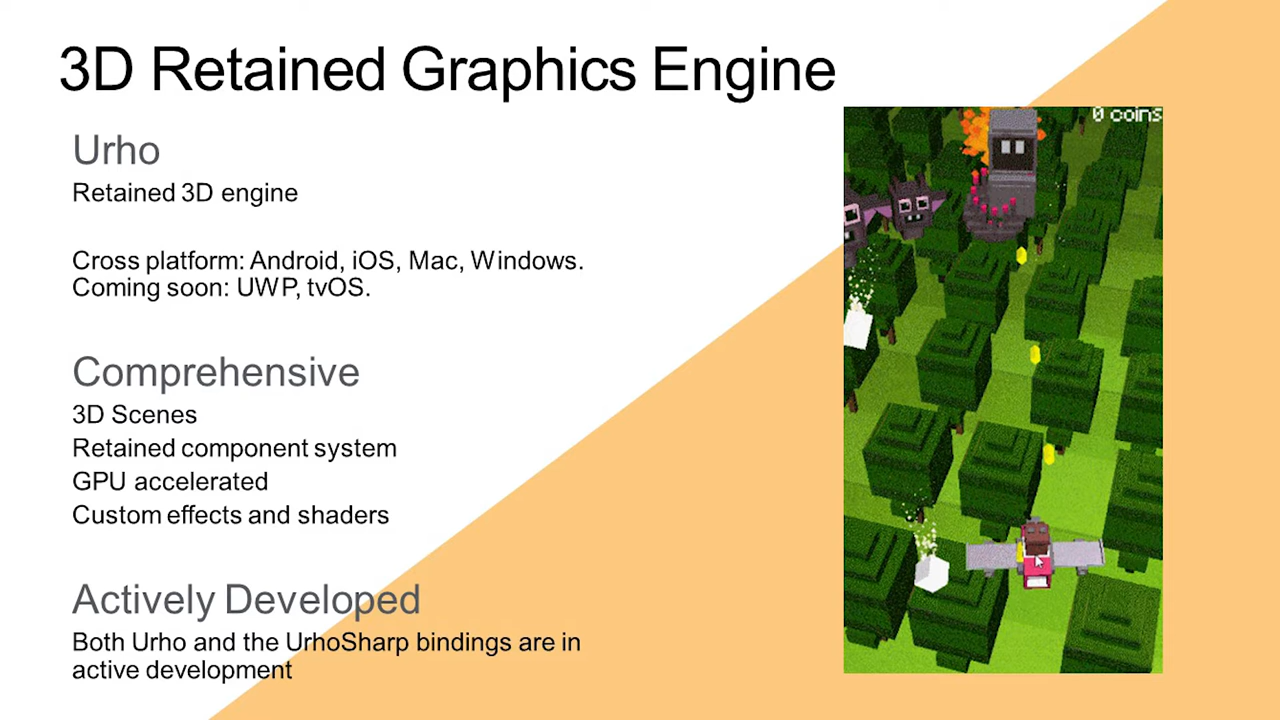 3D Retained Graphics Engine
Urho
Retained 3D engine
Cross platform: Android, iOS, Mac, Windows.
Coming soon: UWP, tvOS.
Comprehensive
3D Scenes
Retained component system
GPU accelerated
Custom effects and shaders
Actively Developed
Both Urho and the UrhoSharp bindings are in
active development
0 coins